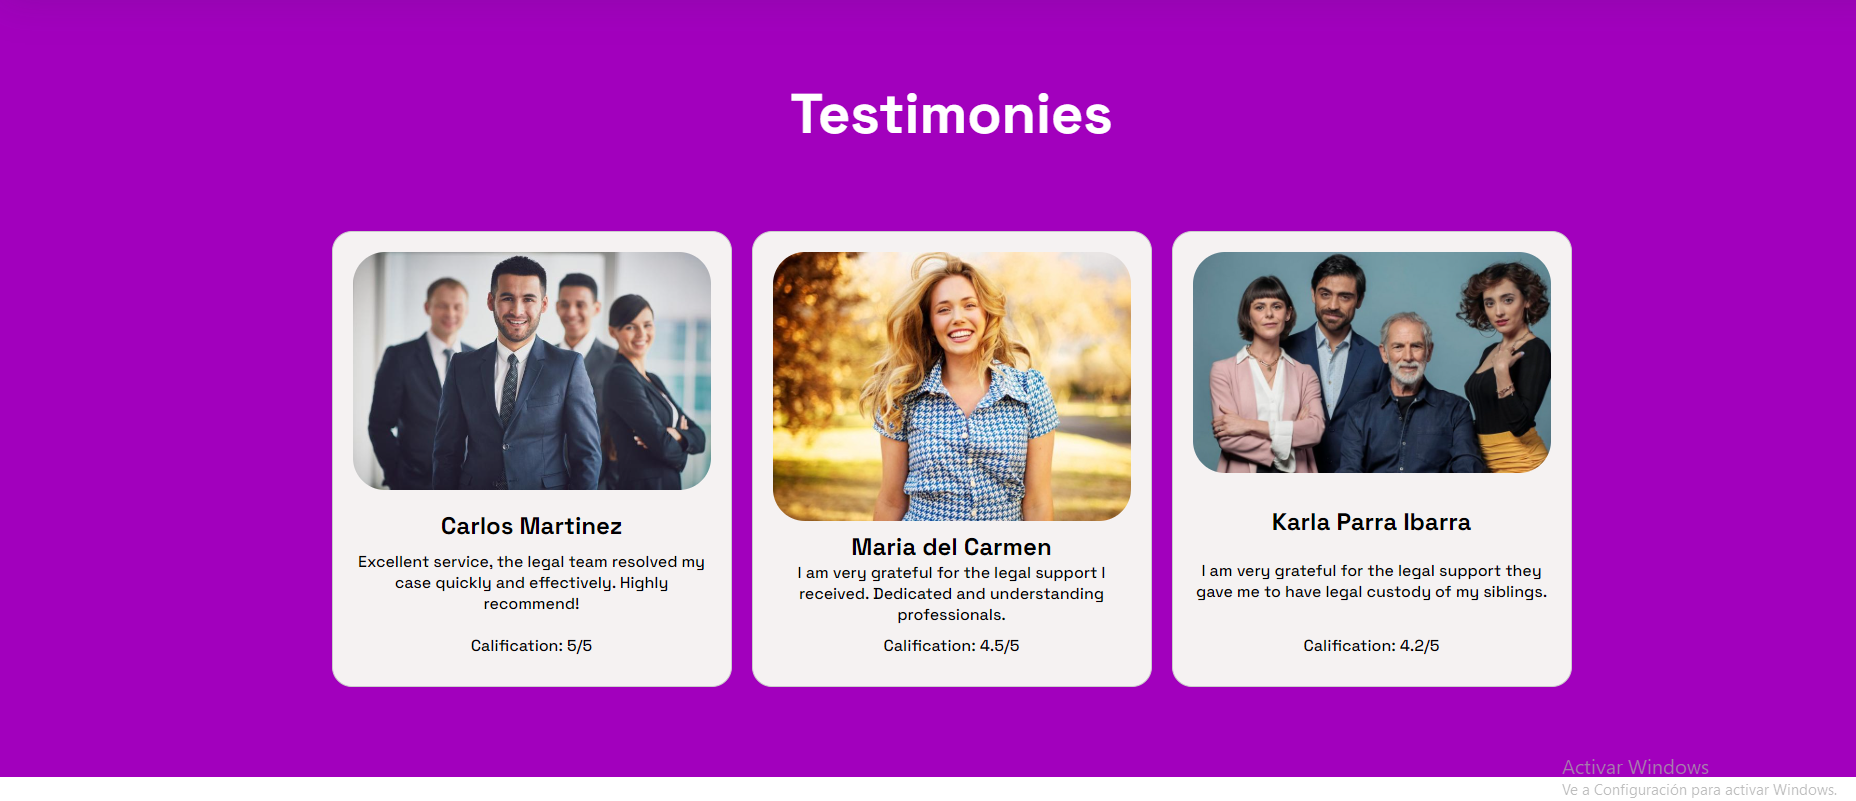 Testimonies
Carlos Martinez
Excellent service, the legal team resolved my
case quickly and effectively. Highly
recommend!
Calification: 5/5
Maria del Carmen
I am very grateful for the legal support I
received. Dedicated and understanding
professionals.
Calification: 4.5/5
Karla Parra Ibarra
I am very grateful for the legal support they
gave me to have legal custody of my siblings.
Calification: 4.2/5
Activar Windows
Ve a Configuración para activar Windows.